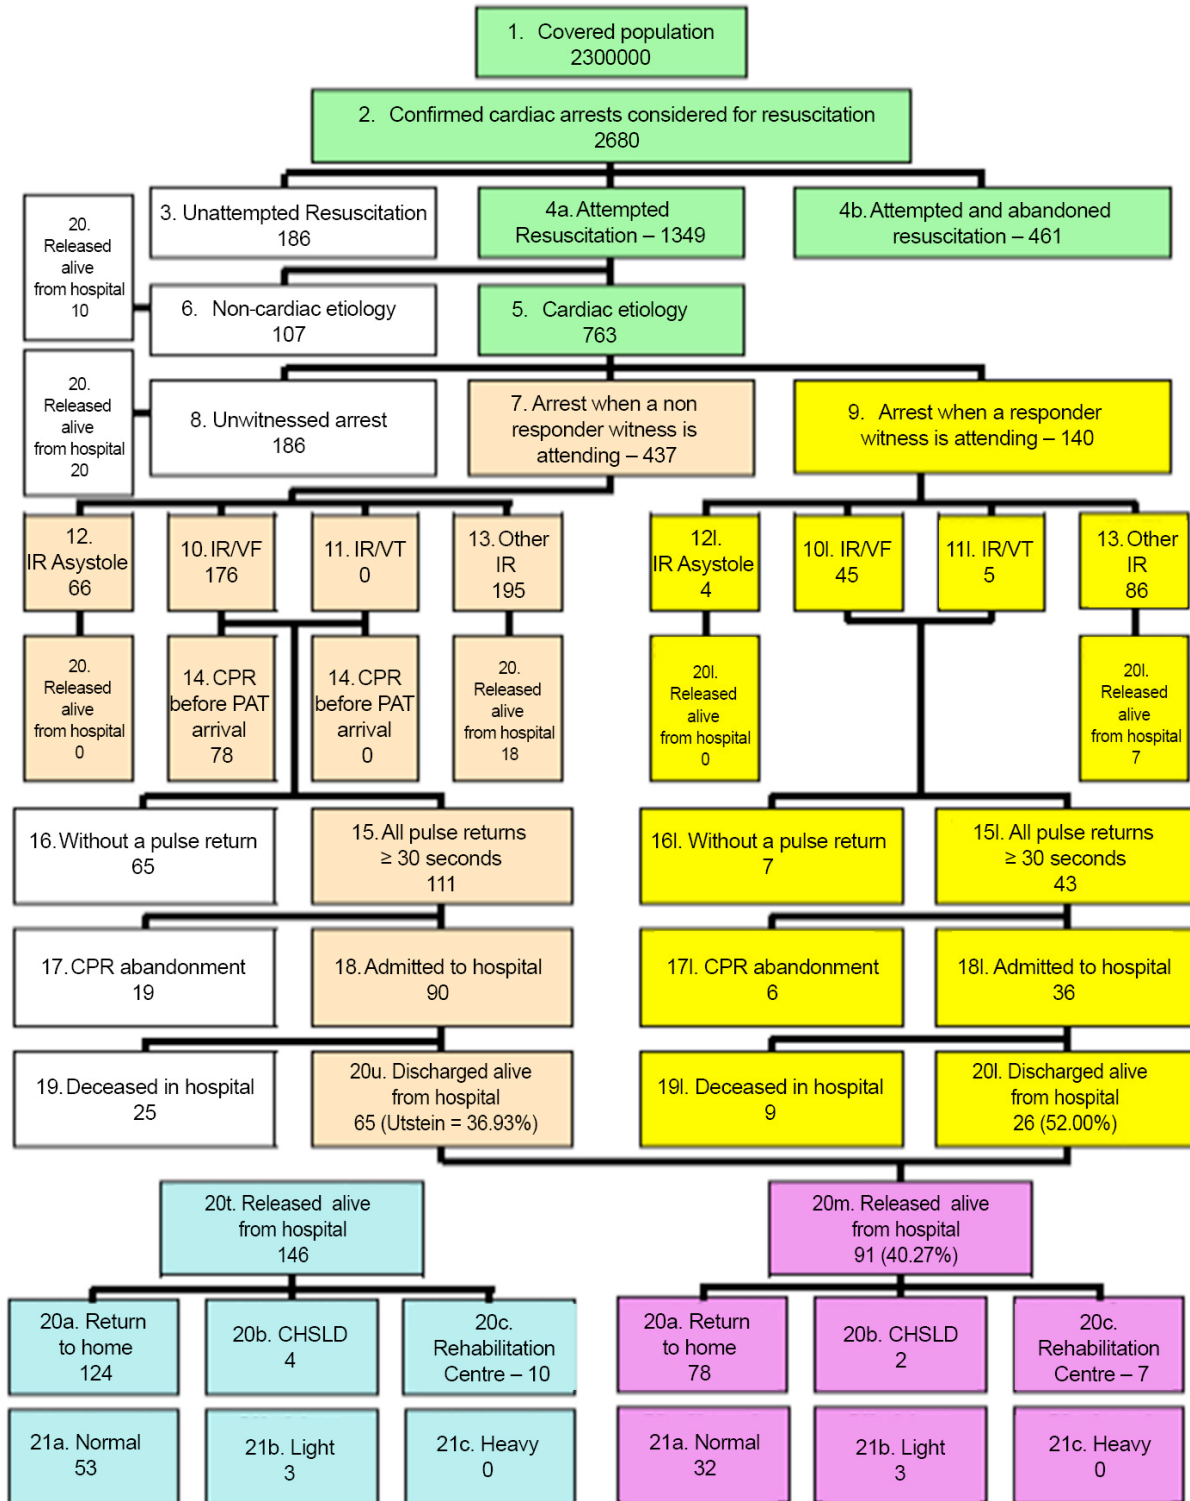 1. Covered population
2300000
2. Confirmed cardiac arrests considered for resuscitation
2680
20.
Released
alive
from hospital
10
3. Unattempted Resuscitation
186
4a. Attempted
Resuscitation – 1349
4b. Attempted and abandoned
resuscitation – 461
6. Non-cardiac etiology
107
5. Cardiac etiology
763
20.
Released
alive
from hospital
20
8. Unwitnessed arrest
186
7. Arrest when a non
responder witness is
attending – 437
9. Arrest when a responder
witness is attending – 140
12.
IR Asystole
66
10. IR/VF
176
11. IR/VT
0
13. Other
IR
195
12I.
IR Asystole
4
10I. IR/VF
45
11I. IR/VT
5
13. Other
IR
86
20.
Released
alive
from hospital
0
14. CPR
before PAT
arrival
78
14. CPR
before PAT
arrival
0
20.
Released
alive
from hospital
18
20I.
Released
alive
from hospital
0
20I.
Released
alive
from hospital
7
16. Without a pulse return
65
15. All pulse returns
≥ 30 seconds
111
16I. Without a pulse return
7
15I. All pulse returns
≥ 30 seconds
43
17. CPR abandonment
19
18. Admitted to hospital
90
17I. CPR abandonment
6
18I. Admitted to hospital
36
19. Deceased in hospital
25
20u. Discharged alive
from hospital
65 (Utstein = 36.93%)
19I. Deceased in hospital
9
20I. Discharged alive
from hospital
26 (52.00%)
20t. Released alive
from hospital
146
20m. Released alive
from hospital
91 (40.27%)
20a. Return
to home
124
20b. CHSLD
4
20c.
Rehabilitation
Centre – 10
20a. Return
to home
78
20b. CHSLD
2
20c.
Rehabilitation
Centre – 7
21a. Normal
53
21b. Light
3
21c. Heavy
0
21a. Normal
32
21b. Light
3
21c. Heavy
0